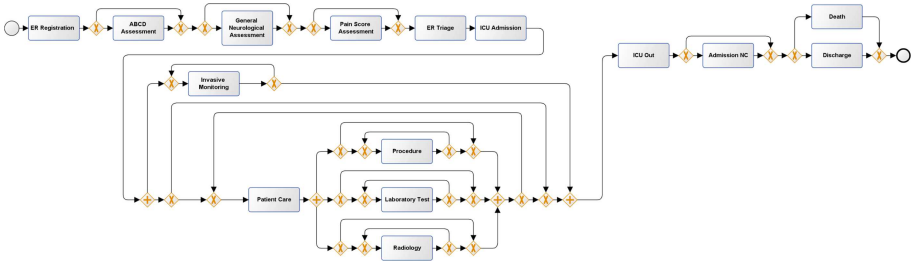 ER Registration
ABCD
Assessment
General
Neurological
Assessment
Pain Score
Assessment
ER Triage
ICU Admission
Death
ICU Out
Admission NC
Discharge
Invasive
Monitoring
Procedure
Patient Care
Laboratory Test
Radiology